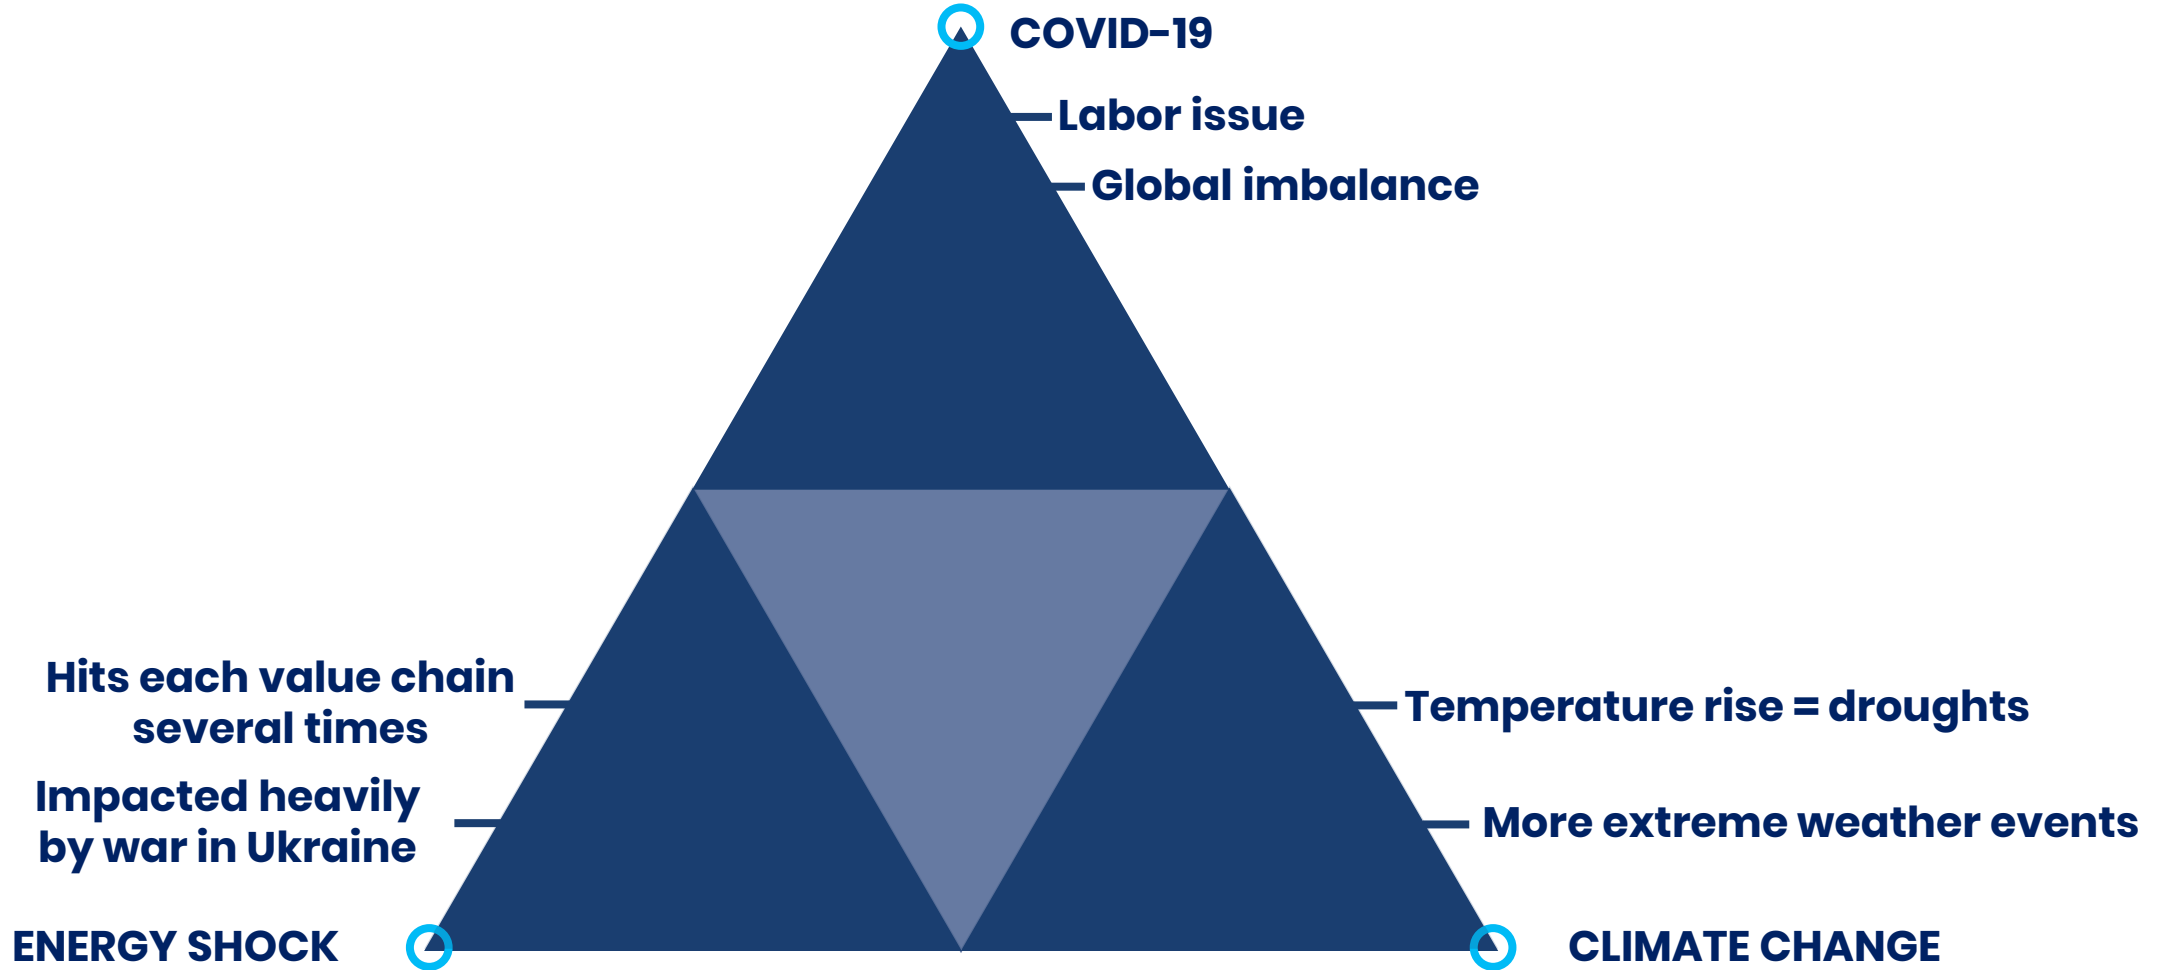 COVID-19
Labor issue
Global imbalance
Hits each value chain
several times
Impacted heavily
by war in Ukraine
ENERGY SHOCK
Temperature rise = droughts
More extreme weather events
CLIMATE CHANGE